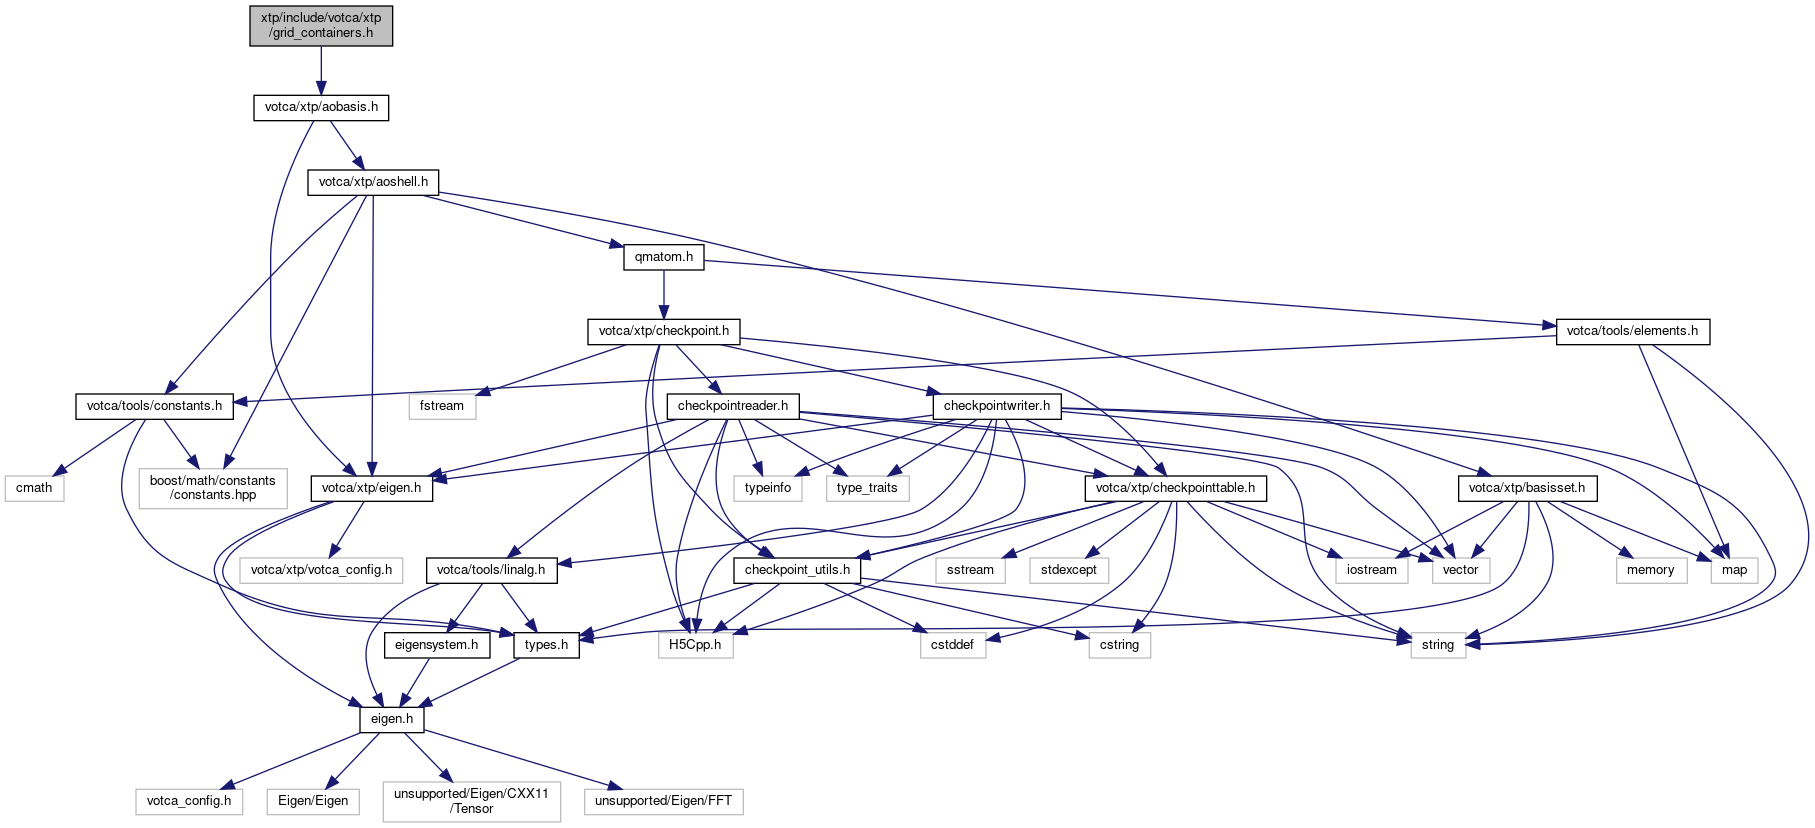 xtp/include/votca/xtp
/grid_containers.h
votca/xtp/aobasis.h
votca/xtp/aoshell.h
qmatom.h
votca/xtp/checkpoint.h
votca/tools/elements.h
votca/tools/constants.h
fstream
checkpointreader.h
checkpointwriter.h
cmath
boost/math/constants
/constants.hpp
votca/xtp/eigen.h
typeinfo
type_traits
votca/xtp/checkpointtable.h
votca/xtp/basisset.h
votca/xtp/votca_config.h
votca/tools/linalg.h
checkpoint_utils.h
sstream
stdexcept
iostream
vector
memory
map
eigensystem.h
types.h
H5Cpp.h
cstddef
cstring
string
eigen.h
votca_config.h
Eigen/Eigen
unsupported/Eigen/CXX11
/Tensor
unsupported/Eigen/FFT